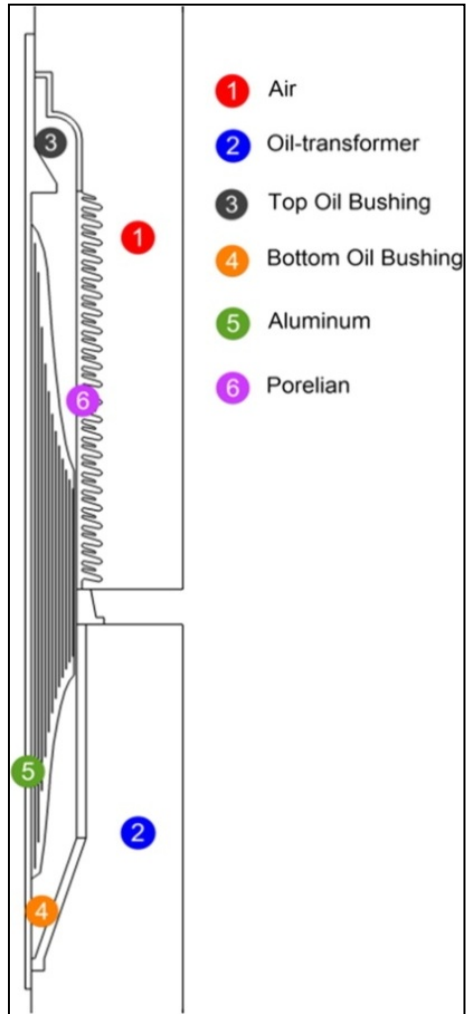 1 Air
2 Oil-transformer
3 Top Oil Bushing
4 Bottom Oil Bushing
5 Aluminum
6 Porelian
3
1
6
5
2
4